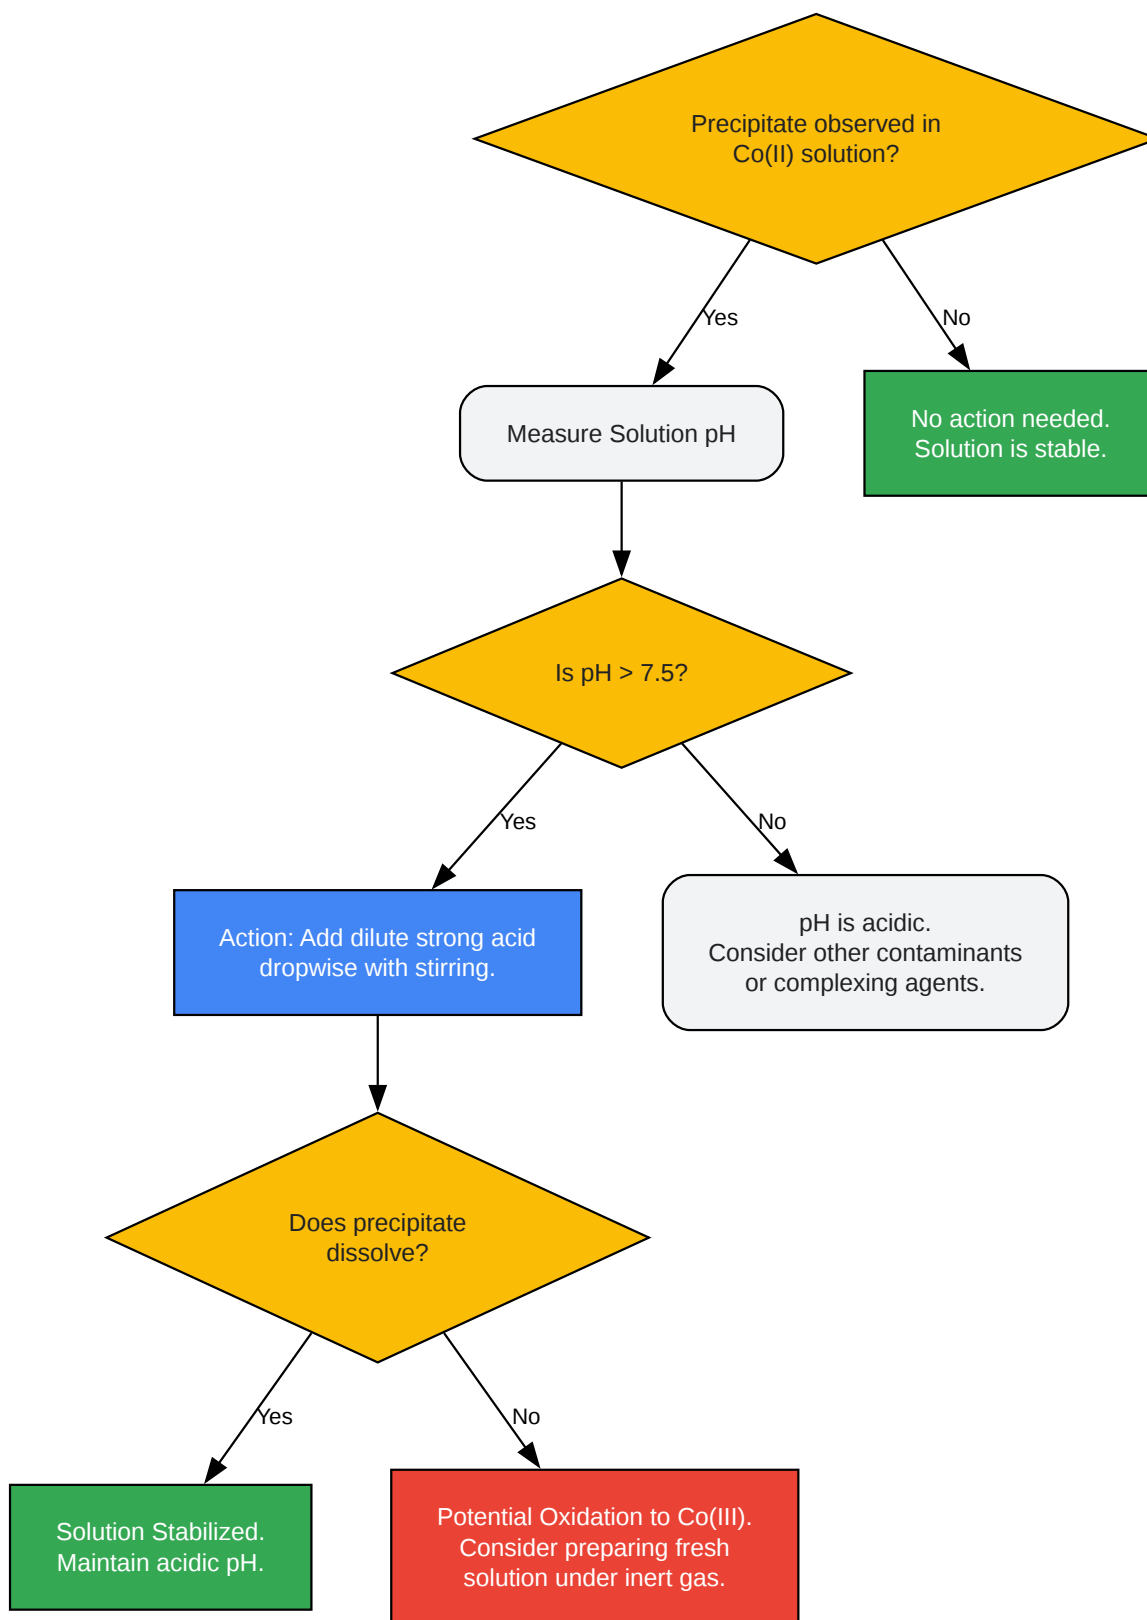 Precipitate observed in
Co(II) solution?
Yes
No
Measure Solution pH
No action needed.
Solution is stable.
Is pH > 7.5?
Yes
No
Action: Add dilute strong acid
dropwise with stirring.
pH is acidic.
Consider other contaminants
or complexing agents.
Does precipitate
dissolve?
Yes
No
Solution Stabilized.
Maintain acidic pH.
Potential Oxidation to Co(III).
Consider preparing fresh
solution under inert gas.